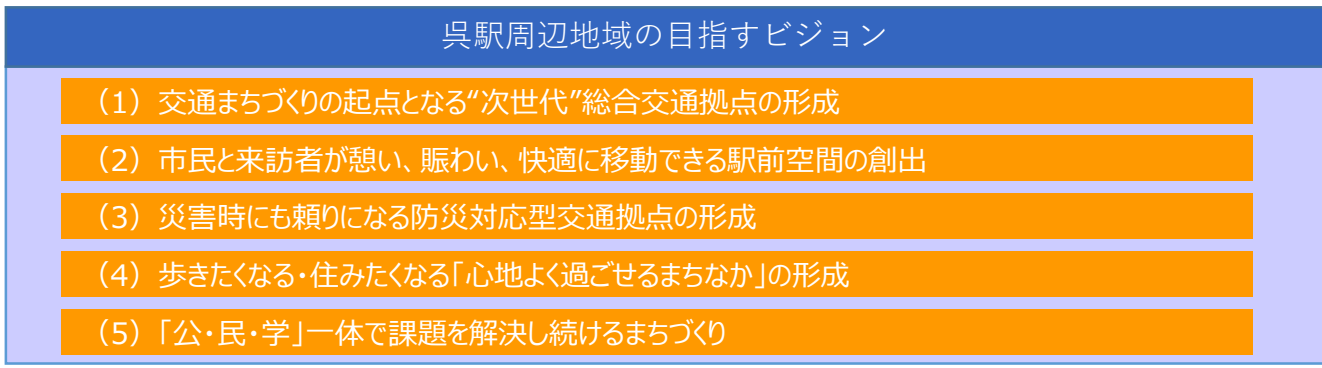 呉駅周辺地域の目指すビジョン
（1）交通まちづくりの起点となる“次世代”総合交通拠点の形成
（2）市民と来訪者が憩い、賑わい、快適に移動できる駅前空間の創出
（3）災害時にも頼りになる防災対応型交通拠点の形成
（4）歩きたくなる・住みたくなる「心地よく過ごせるまちなか」の形成
（5）「公・民・学」一体で課題を解決し続けるまちづくり